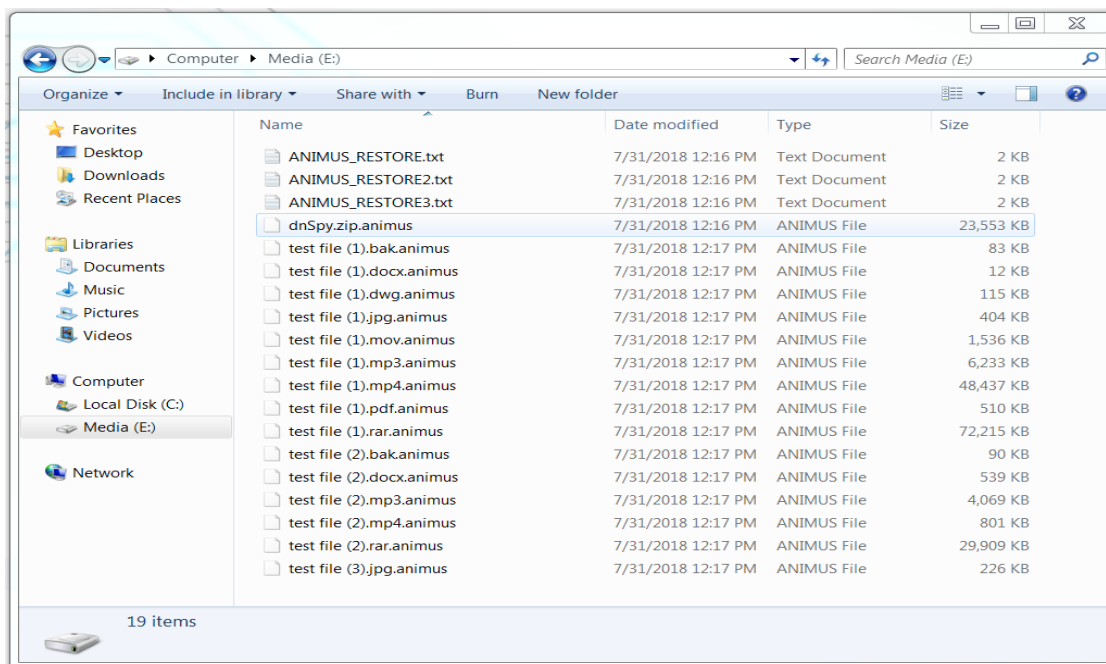 Computer Media (E:) Search Media (E:)
Organize Include in library Share with Burn New folder
Favorites
Desktop
Downloads
Recent Places
Libraries
Documents
Music
Pictures
Videos
Computer
Local Disk (C:)
Media (E:)
Network
Name Date modified Type Size
ANIMUS_RESTORE.txt 7/31/2018 12:16 PM Text Document 2 KB
ANIMUS_RESTORE2.txt 7/31/2018 12:16 PM Text Document 2 KB
ANIMUS_RESTORE3.txt 7/31/2018 12:16 PM Text Document 2 KB
dnSpy.zip.animus 7/31/2018 12:16 PM ANIMUS File 23,553 KB
test file (1).bak.animus 7/31/2018 12:17 PM ANIMUS File 83 KB
test file (1).docx.animus 7/31/2018 12:17 PM ANIMUS File 12 KB
test file (1).dwg.animus 7/31/2018 12:17 PM ANIMUS File 115 KB
test file (1).jpg.animus 7/31/2018 12:17 PM ANIMUS File 404 KB
test file (1).mov.animus 7/31/2018 12:17 PM ANIMUS File 1,536 KB
test file (1).mp3.animus 7/31/2018 12:17 PM ANIMUS File 6,233 KB
test file (1).mp4.animus 7/31/2018 12:17 PM ANIMUS File 48,437 KB
test file (1).pdf.animus 7/31/2018 12:17 PM ANIMUS File 510 KB
test file (1).rar.animus 7/31/2018 12:17 PM ANIMUS File 72,215 KB
test file (2).bak.animus 7/31/2018 12:17 PM ANIMUS File 90 KB
test file (2).docx.animus 7/31/2018 12:17 PM ANIMUS File 539 KB
test file (2).mp3.animus 7/31/2018 12:17 PM ANIMUS File 4,069 KB
test file (2).mp4.animus 7/31/2018 12:17 PM ANIMUS File 801 KB
test file (2).rar.animus 7/31/2018 12:17 PM ANIMUS File 29,909 KB
test file (3).jpg.animus 7/31/2018 12:17 PM ANIMUS File 226 KB
19 items